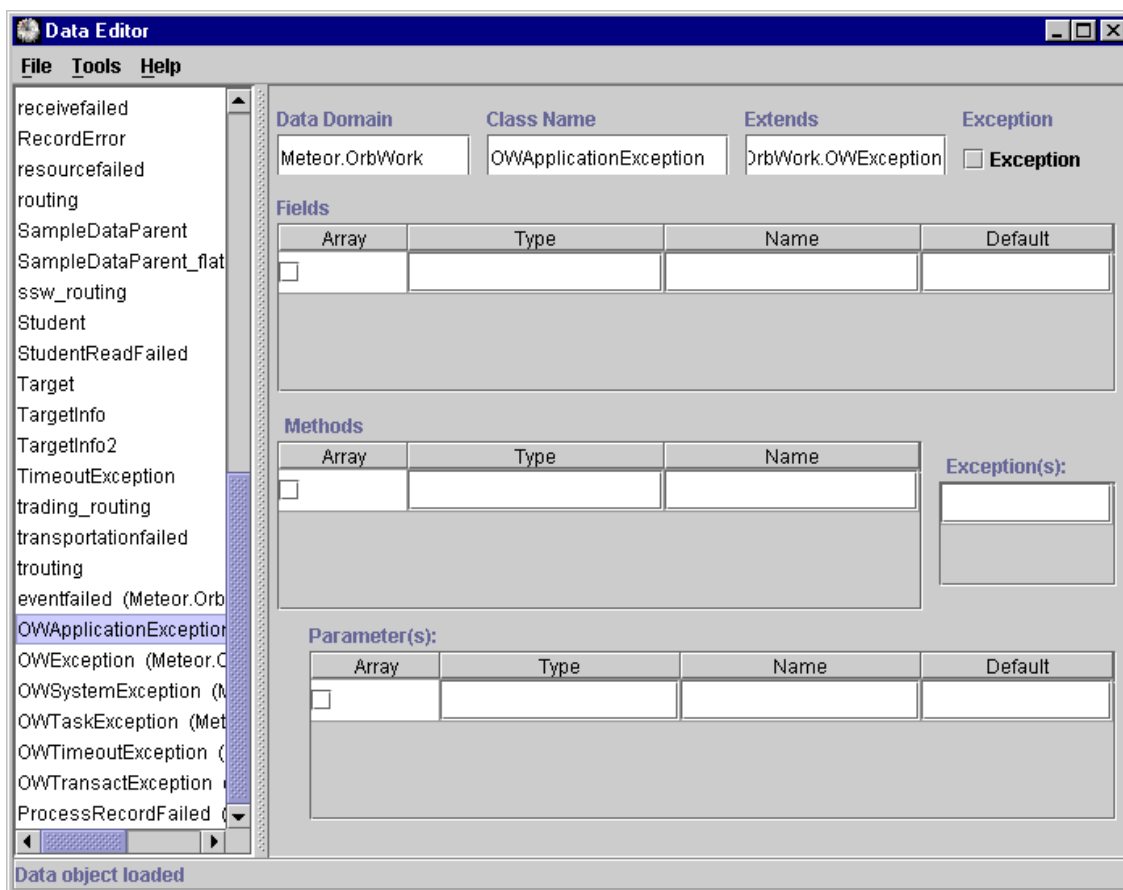 Data Editor
File Tools Help
receivefailed
RecordError
resourcefailed
routing
SampleDataParent
SampleDataParent_flat
ssw_routing
Student
StudentReadFailed
Target
TargetInfo
TargetInfo2
TimeoutException
trading_routing
transportationfailed
trouting
eventfailed (Meteor.Orb
OWApplicationException
OWException (Meteor.
OWSystemException (
OWTaskException (Met
OWTimeoutException (
OWTransactException
ProcessRecordFailed (
Data Domain Class Name Extends Exception
Meteor.OrbWork OWApplicationException OrbWork.OWException Exception
Fields
Array Type Name Default
Methods
Array Type Name
Exception(s):
Parameter(s):
Array Type Name Default
Data object loaded